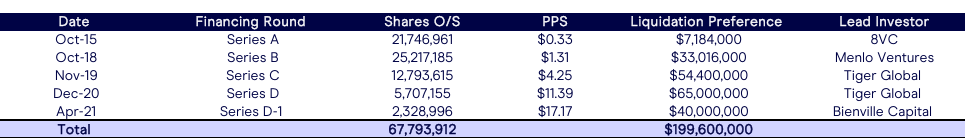 Date Financing Round Shares O/S PPS Liquidation Preference Lead Investor
Oct-15 Series A 21,746,961 $0.33 $7,184,000 8VC
Oct-18 Series B 25,217,185 $1.31 $33,016,000 Menlo Ventures
Nov-19 Series C 12,793,615 $4.25 $54,400,000 Tiger Global
Dec-20 Series D 5,707,155 $11.39 $65,000,000 Tiger Global
Apr-21 Series D-1 2,328,996 $17.17 $40,000,000 Bienville Capital
Total 67,793,912 $199,600,000